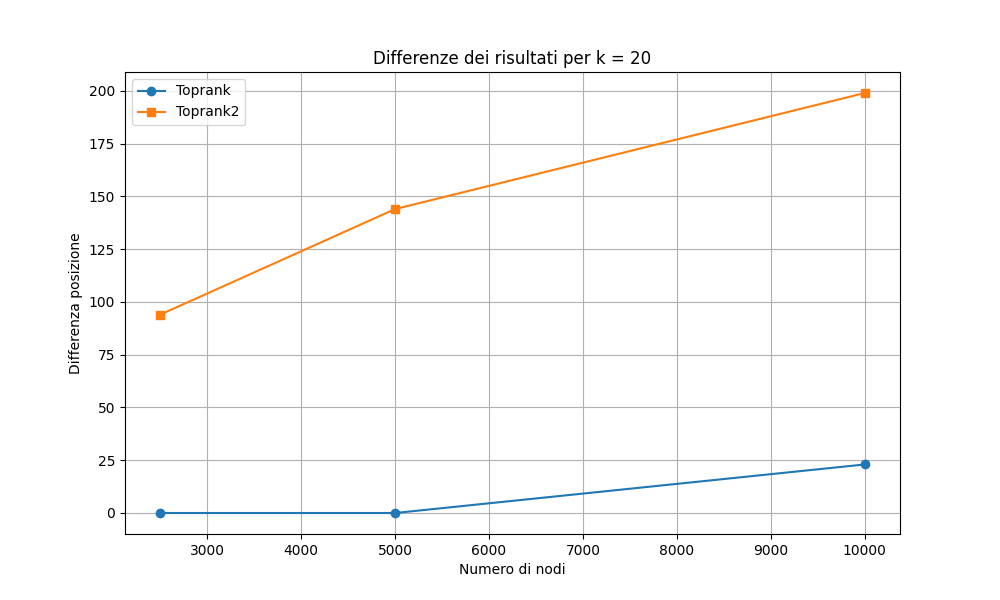 Differenze dei risultati per k = 20
Toprank
Toprank2
200
175
150
125
100
75
50
25
0
Differenza posizione
3000 4000 5000 6000 7000 8000 9000 10000
Numero di nodi